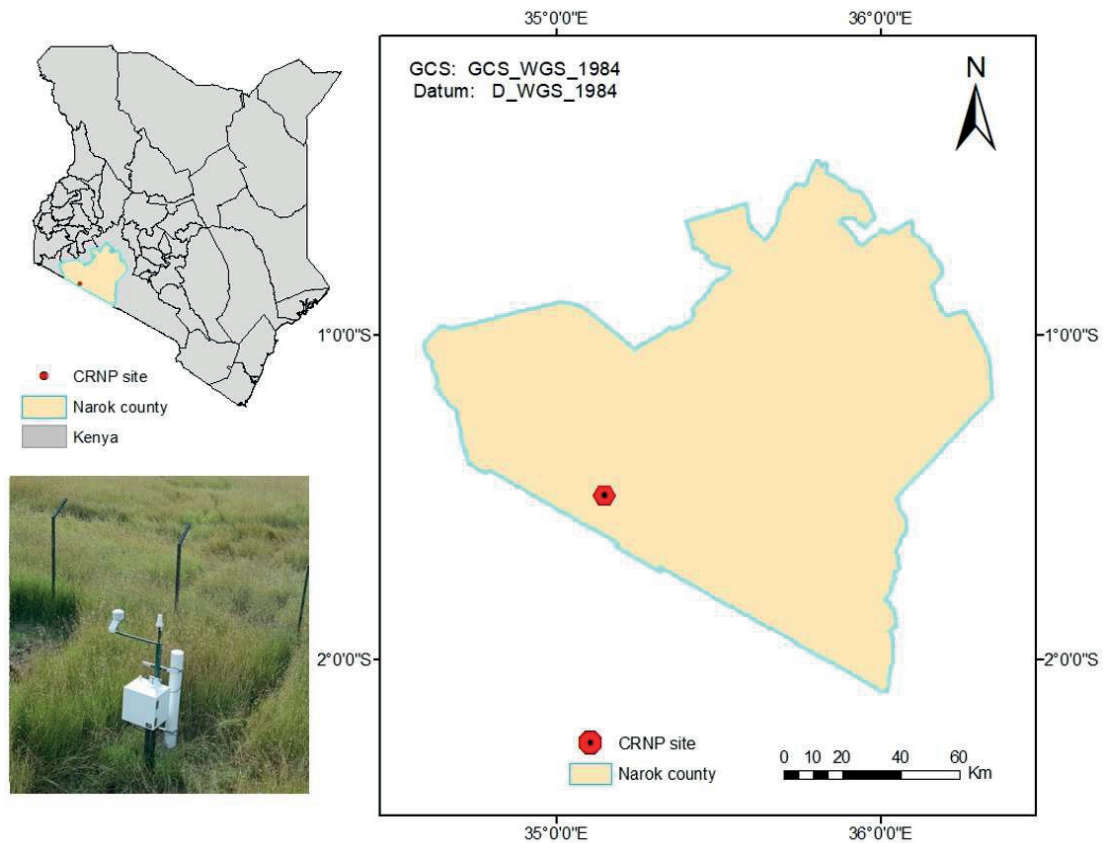 35°0'0"E 36°0'0"E
GCS: GCS_WGS_1984
Datum: D_WGS_1984
N
1°0'0"S 1°0'0"S
CRNP site
Narok county
Kenya
2°0'0"S 2°0'0"S
CRNP site
Narok county
0 10 20 40 60
Km
35°0'0"E 36°0'0"E